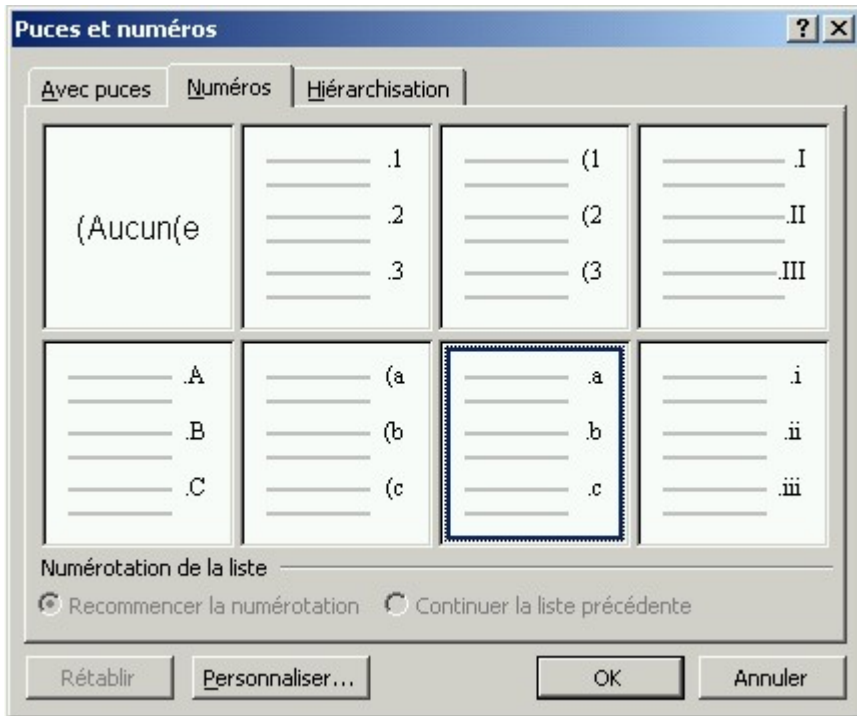 Puces et numéros
Avec puces
Numéros
Hiérarchisation
(Aucun(e
.1
.2
.3
(1
(2
(3
.I
.II
.III
.A
.B
.C
(a
(b
(c
.a
.b
.c
.i
.ii
.iii
Numérotation de la liste
Recommencer la numérotation
Continuer la liste précédente
Rétablir
Personnaliser...
OK
Annuler